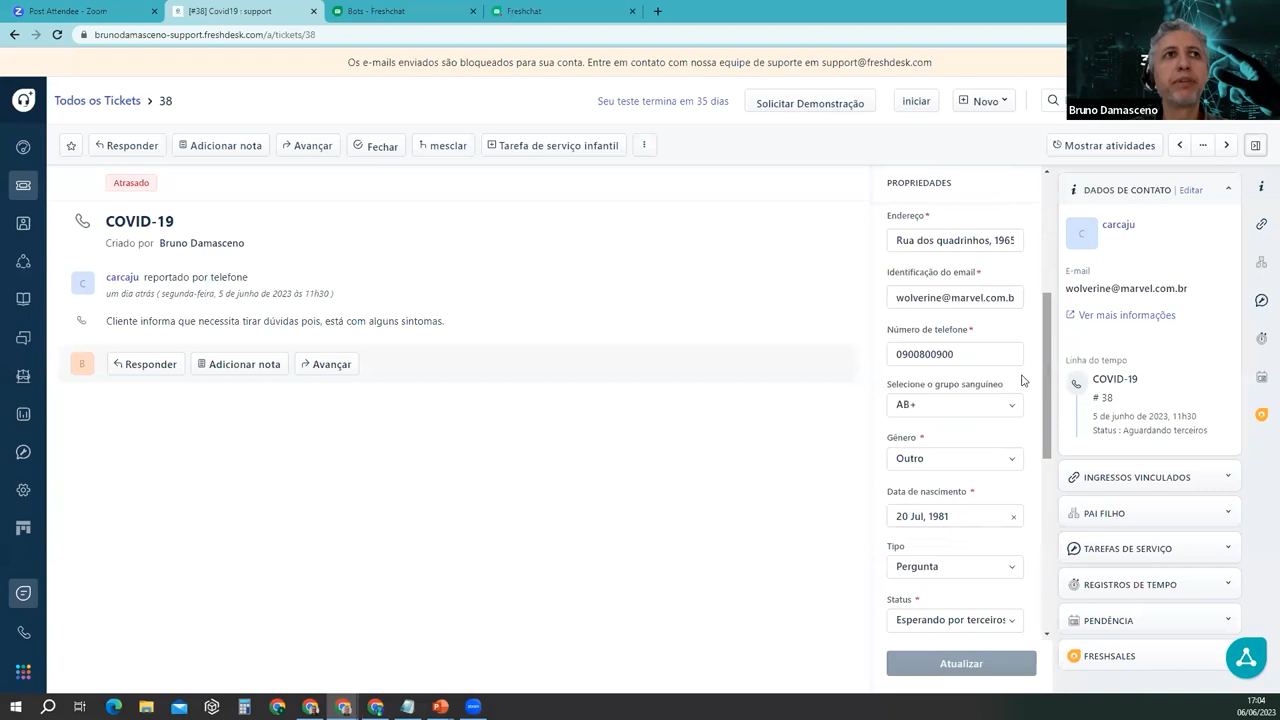 Post Attendee - Zoom
[#38] Covid19 : support
Bots - Freshchat
Freshchat
brunodamasceno-support.freshdesk.com/a/tickets/38
Os e-mails enviados são bloqueados para sua conta. Entre em contato com nossa equipe de suporte em support@freshdesk.com
Bruno Damasceno
Todos os Tickets
38
Seu teste termina em 35 dias
Solicitar Demonstração
iniciar
Novo
Responder
Adicionar nota
Avançar
Fechar
mesclar
Tarefa de serviço infantil
Mostrar atividades
Atrasado
COVID-19
Criado por Bruno Damasceno
C
carcaju reportado por telefone
um dia atrás ( segunda-feira, 5 de junho de 2023 às 11h30 )
Cliente informa que necessita tirar dúvidas pois, está com alguns sintomas.
B
Responder
Adicionar nota
Avançar
PROPRIEDADES
Endereço*
Rua dos quadrinhos, 1965
Identificação do email*
wolverine@marvel.com.b
Número de telefone*
0900800900
Selecione o grupo sanguíneo
AB+
Gênero *
Outro
Data de nascimento *
20 Jul, 1981
×
Tipo
Pergunta
Status *
Esperando por terceiros
Atualizar
DADOS DE CONTATO | Editar
C
carcaju
E-mail
wolverine@marvel.com.br
Ver mais informações
Linha do tempo
COVID-19
# 38
5 de junho de 2023, 11h30
Status : Aguardando terceiros
INGRESSOS VINCULADOS
PAI FILHO
TAREFAS DE SERVIÇO
REGISTROS DE TEMPO
PENDÊNCIA
FRESHSALES
17:04
06/06/2023